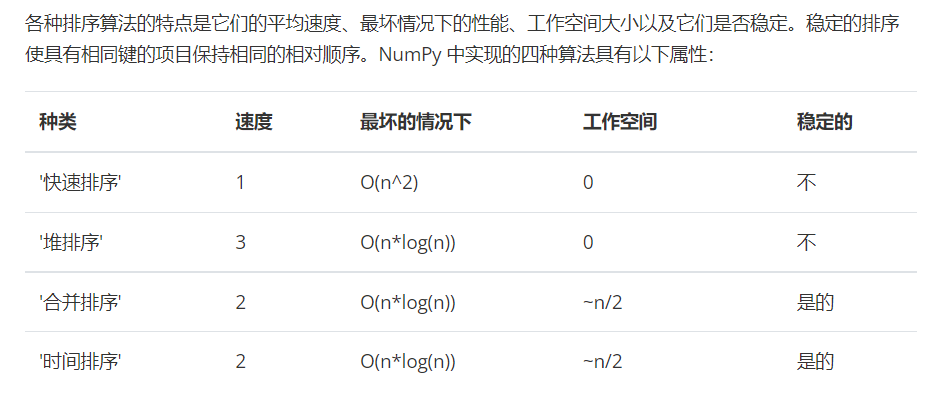 各种排序算法的特点是它们的平均速度、最坏情况下的性能、工作空间大小以及它们是否稳定。稳定的排序
使具有相同键的项目保持相同的相对顺序。NumPy 中实现的四种算法具有以下属性：
种类 速度 最坏的情况下 工作空间 稳定的
'快速排序' 1 O(n^2) 0 不
'堆排序' 3 O(n*log(n)) 0 不
'合并排序' 2 O(n*log(n)) ~n/2 是的
'时间排序' 2 O(n*log(n)) ~n/2 是的